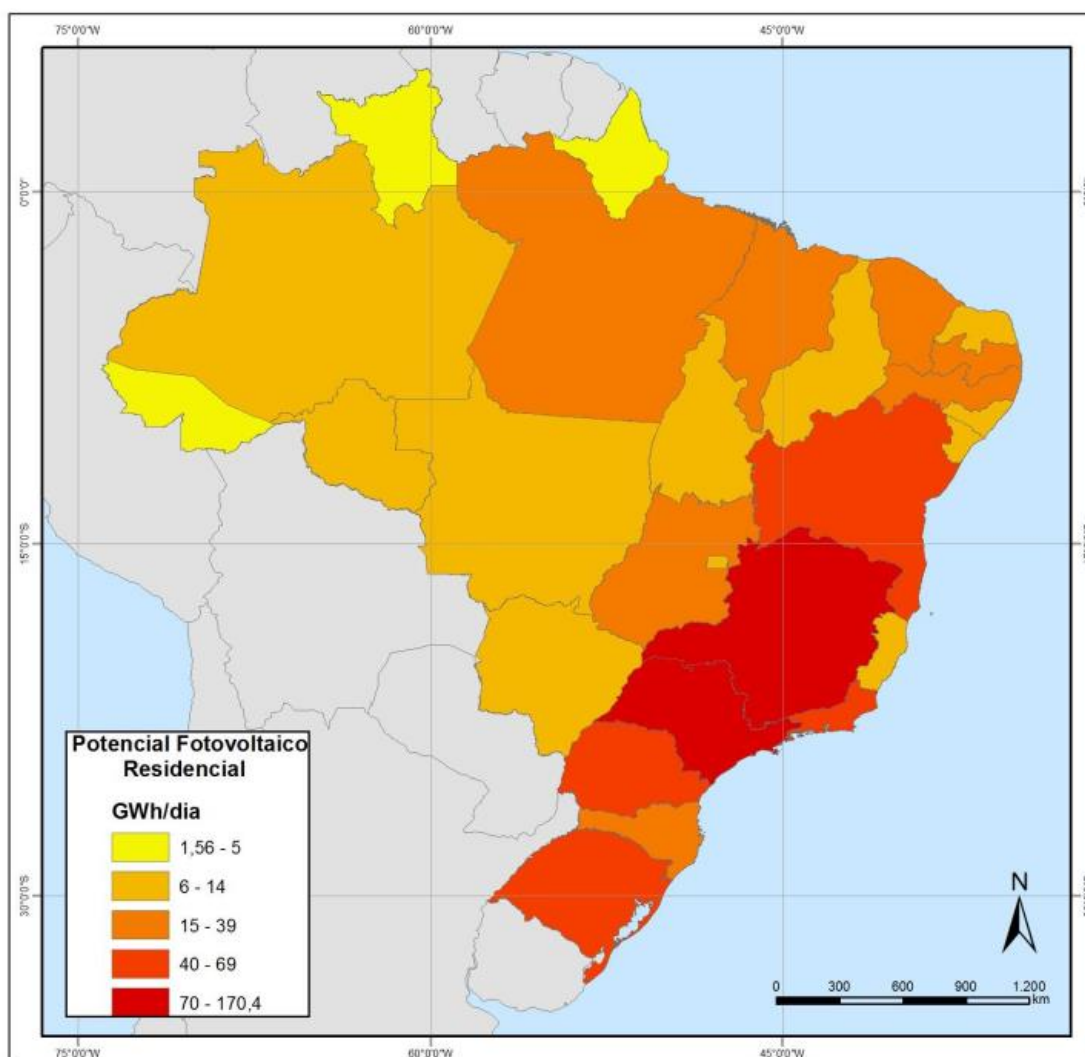 75°0'0"W 60°0'0"W 45°0'0"W
0°0'0"
15°0'0"S
30°0'0"S
Potencial Fotovoltaico
Residencial
GWh/dia
1,56 - 5
6 - 14
15 - 39
40 - 69
70 - 170,4
N
0 300 600 900 1.200
km
75°0'0"W 60°0'0"W 45°0'0"W